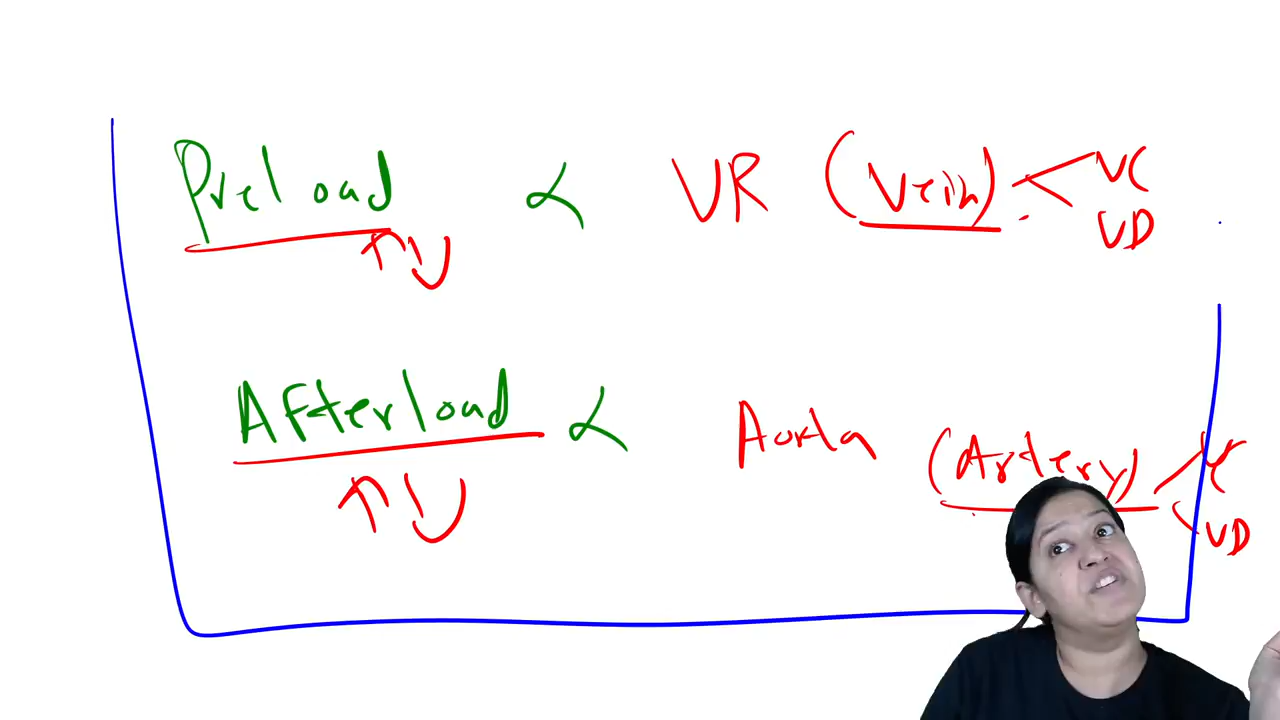 Preload ∝ VR (Vein) < VC
VD
↑↓
Afterload ∝ Aorta (Artery) < VC
VD
↑↓